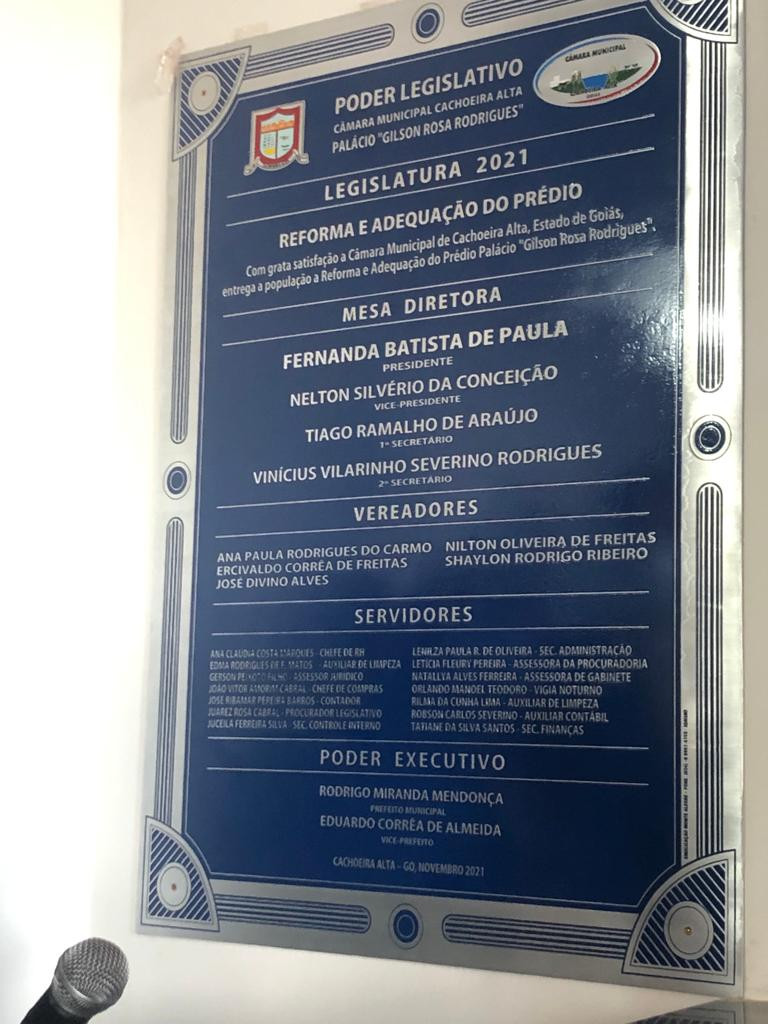 CÂMARA MUNICIPAL
PODER LEGISLATIVO
CÂMARA MUNICIPAL CACHOEIRA ALTA
PALÁCIO "GILSON ROSA RODRIGUES"
LEGISLATURA 2021
REFORMA E ADEQUAÇÃO DO PRÉDIO
Com grata satisfação a Câmara Municipal de Cachoeira Alta, Estado de Goiás,
entrega a população a Reforma e Adequação do Prédio Palácio "Gilson Rosa Rodrigues".
MESA DIRETORA
FERNANDA BATISTA DE PAULA
PRESIDENTE
NELTON SILVÉRIO DA CONCEIÇÃO
VICE-PRESIDENTE
TIAGO RAMALHO DE ARAÚJO
1º SECRETÁRIO
VINÍCIUS VILARINHO SEVERINO RODRIGUES
2º SECRETÁRIO
VEREADORES
ANA PAULA RODRIGUES DO CARMO
ERCIVALDO CORRÊA DE FREITAS
JOSÉ DIVINO ALVES
NILTON OLIVEIRA DE FREITAS
SHAYLON RODRIGO RIBEIRO
SERVIDORES
ANA CLAUDIA COSTA MARQUES - CHEFE DE RH
EDMA RODRIGUES DE F. MATOS - AUXILIAR DE LIMPEZA
GERSON PEIXOTO FILHO - ASSESSOR JURIDICO
JOÃO VITOR AMORIM CABRAL - CHEFE DE COMPRAS
JOSE RIBAMAR PEREIRA BARROS - CONTADOR
JUAREZ ROSA CABRAL - PROCURADOR LEGISLATIVO
JUCEILA FERREIRA SILVA - SEC. CONTROLE INTERNO
LENILZA PAULA R. DE OLIVEIRA - SEC. ADMINISTRAÇÃO
LETÍCIA FLEURY PEREIRA - ASSESSORA DA PROCURADORIA
NATALLYA ALVES FERREIRA - ASSESSORA DE GABINETE
ORLANDO MANOEL TEODORO - VIGIA NOTURNO
RILMA DA CUNHA LIMA - AUXILIAR DE LIMPEZA
ROBSON CARLOS SEVERINO - AUXILIAR CONTÁBIL
TATIANE DA SILVA SANTOS - SEC. FINANÇAS
PODER EXECUTIVO
RODRIGO MIRANDA MENDONÇA
PREFEITO MUNICIPAL
EDUARDO CORRÊA DE ALMEIDA
VICE-PREFEITO
CACHOEIRA ALTA - GO, NOVEMBRO 2021